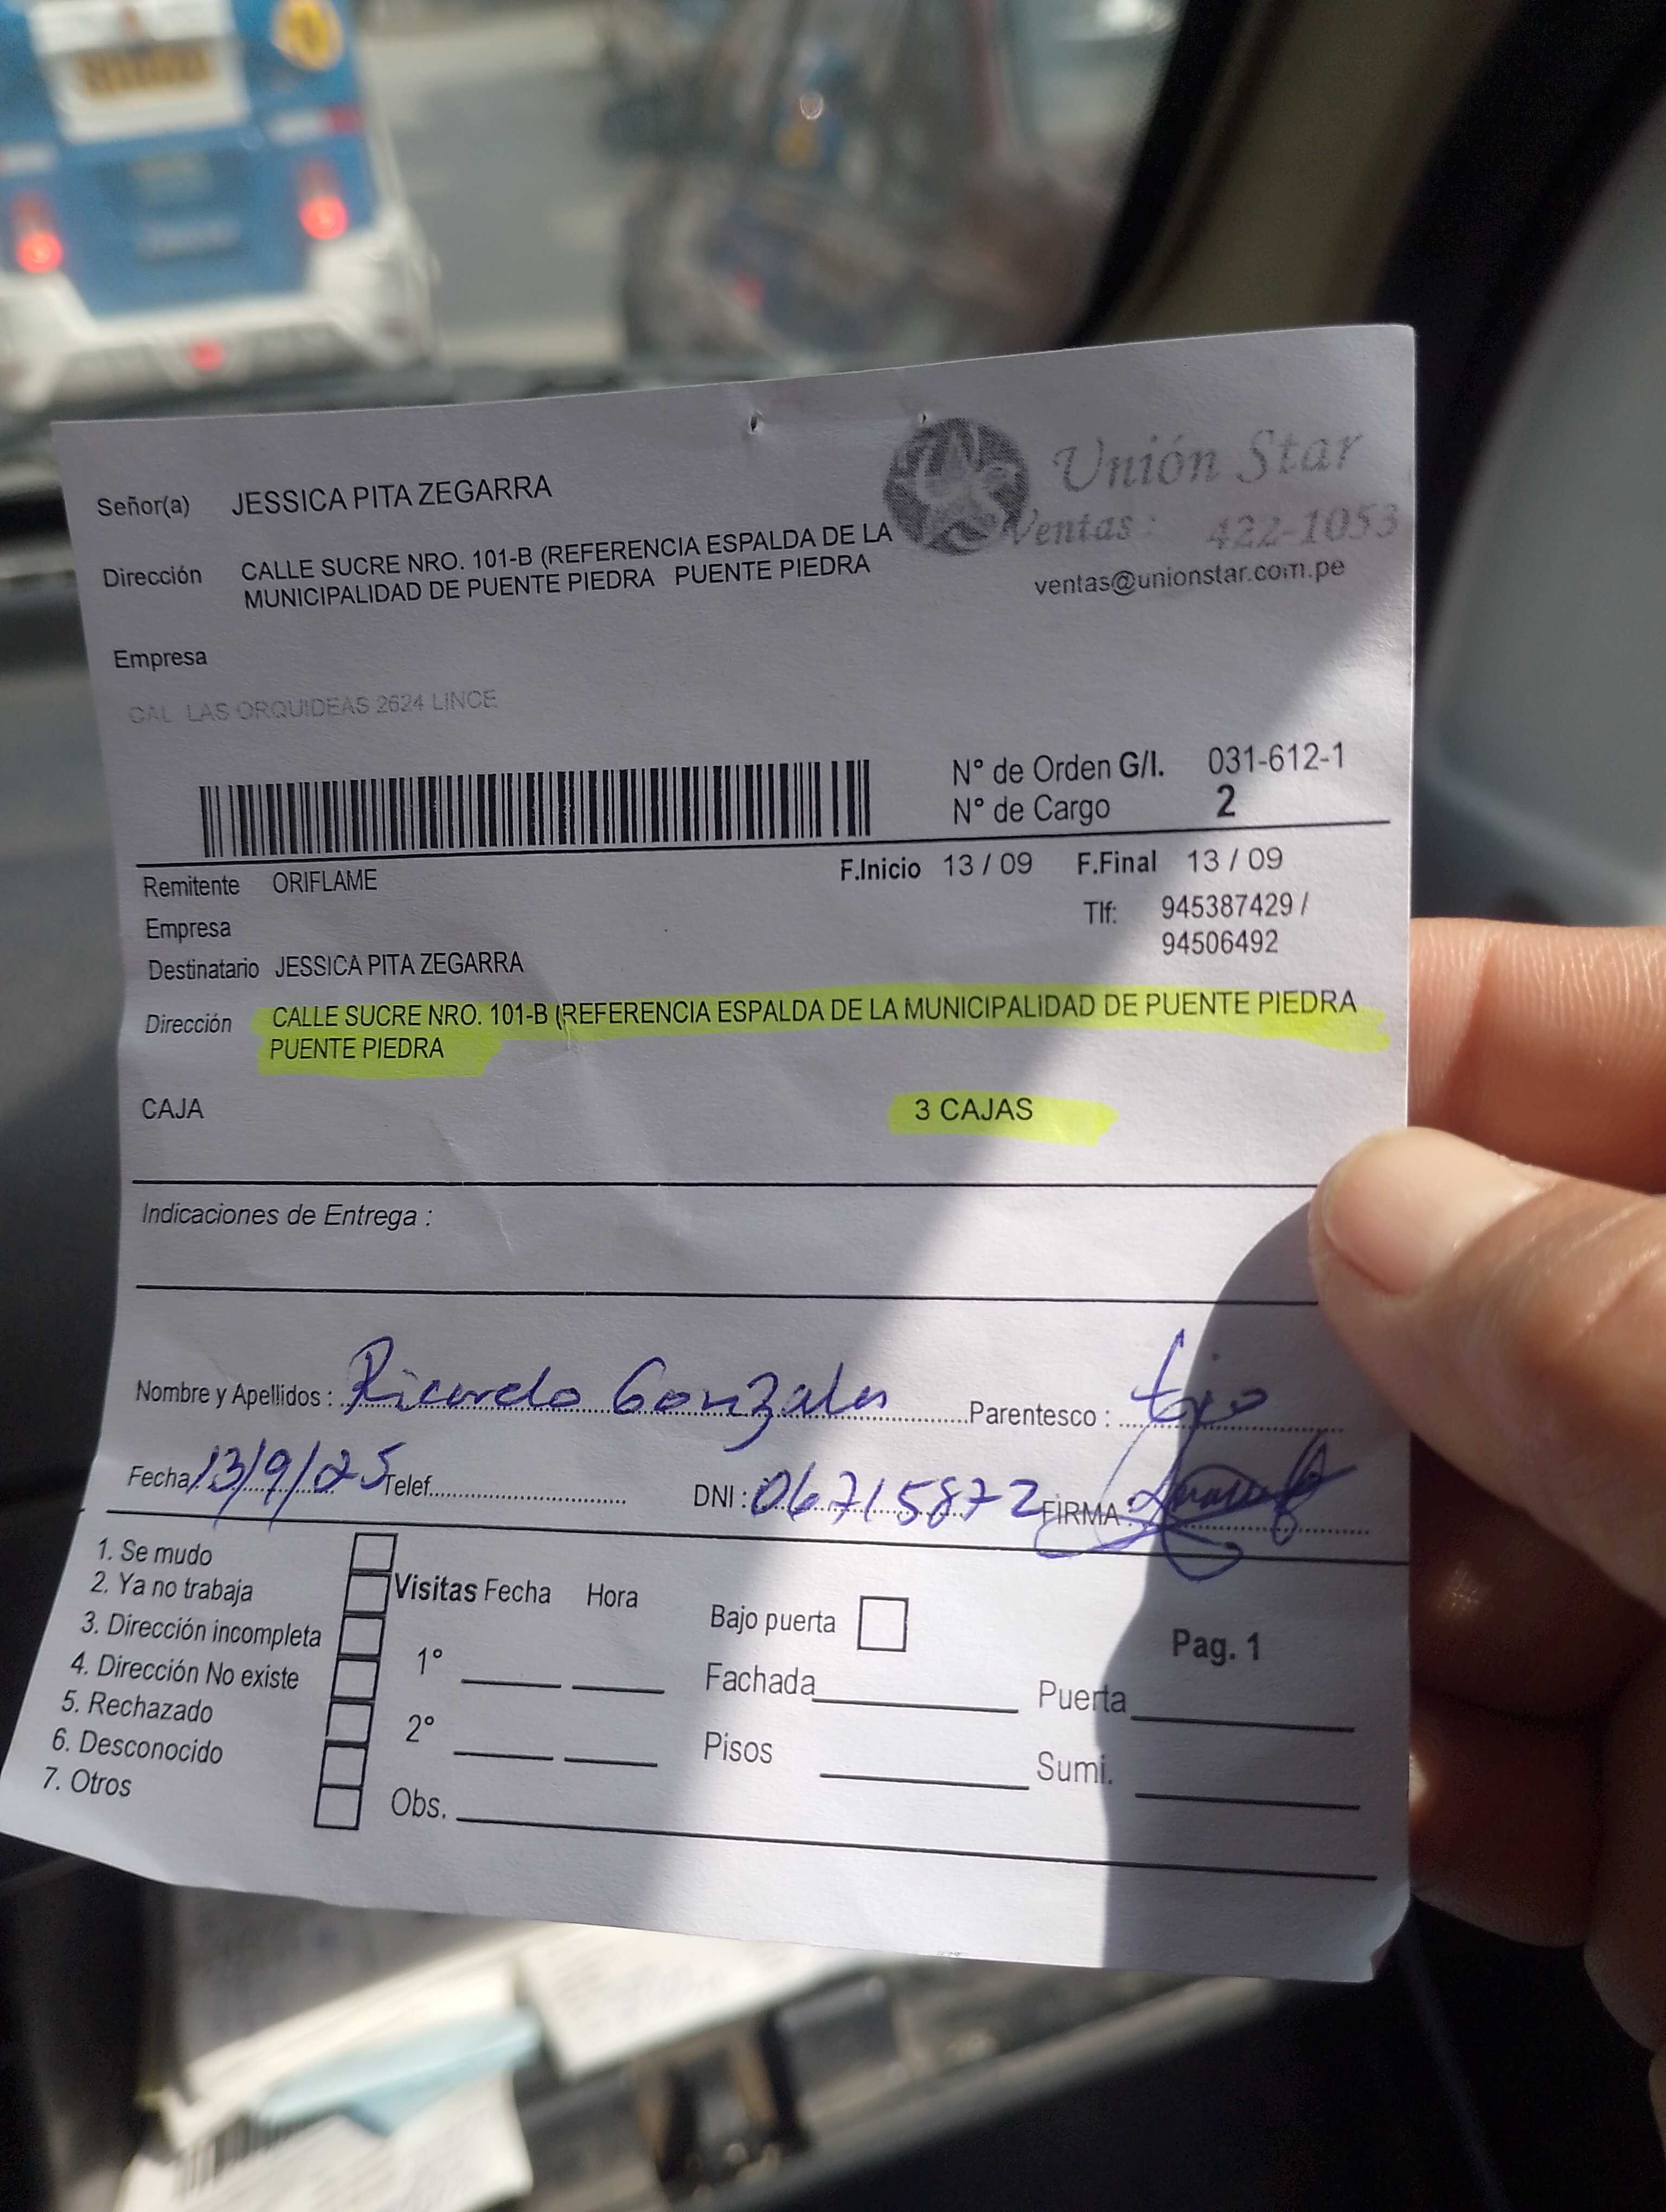 Señor(a) JESSICA PITA ZEGARRA
Unión Star
Ventas: 422-1053
ventas@unionstar.com.pe
Dirección CALLE SUCRE NRO. 101-B (REFERENCIA ESPALDA DE LA
MUNICIPALIDAD DE PUENTE PIEDRA PUENTE PIEDRA
Empresa
CAL LAS ORQUIDEAS 2624 LINCE
N° de Orden G/I. 031-612-1
N° de Cargo 2
Remitente ORIFLAME F.Inicio 13 / 09 F.Final 13 / 09
Empresa Tlf: 945387429 /
94506492
Destinatario JESSICA PITA ZEGARRA
Dirección CALLE SUCRE NRO. 101-B (REFERENCIA ESPALDA DE LA MUNICIPALIDAD DE PUENTE PIEDRA
PUENTE PIEDRA
CAJA 3 CAJAS
Indicaciones de Entrega :
Nombre y Apellidos : Ricardo Gonzales Parentesco : tio
Fecha 13/9/25 Telef. DNI : 06715872 FIRMA :
1. Se mudo
2. Ya no trabaja
3. Dirección incompleta
4. Dirección No existe
5. Rechazado
6. Desconocido
7. Otros
Visitas Fecha Hora
1°
2°
Obs.
Bajo puerta
Fachada
Pisos
Pag. 1
Puerta
Sumi.